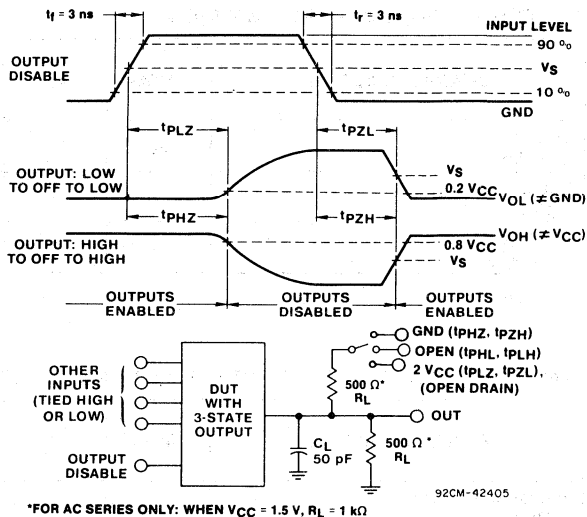 tf = 3 ns
tr = 3 ns
INPUT LEVEL
90 %
OUTPUT
DISABLE
VS
10 %
GND
tPLZ
tPZL
OUTPUT: LOW
TO OFF TO LOW
VS
0.2 VCC
VOL (≠GND)
tPHZ
tPZH
OUTPUT: HIGH
TO OFF TO HIGH
VOH (≠ VCC)
0.8 VCC
VS
OUTPUTS
ENABLED
OUTPUTS
DISABLED
OUTPUTS
ENABLED
GND (tPHZ, tPZH)
OPEN (tPHL, tPLH)
2 VCC (tPLZ, tPZL),
(OPEN DRAIN)
OTHER
INPUTS
(TIED HIGH
OR LOW)
DUT
WITH
3-STATE
OUTPUT
500 Ω*
RL
OUT
OUTPUT
DISABLE
CL
50 pF
500 Ω*
RL
92CM-42405
*FOR AC SERIES ONLY: WHEN VCC = 1.5 V, RL = 1 kΩ